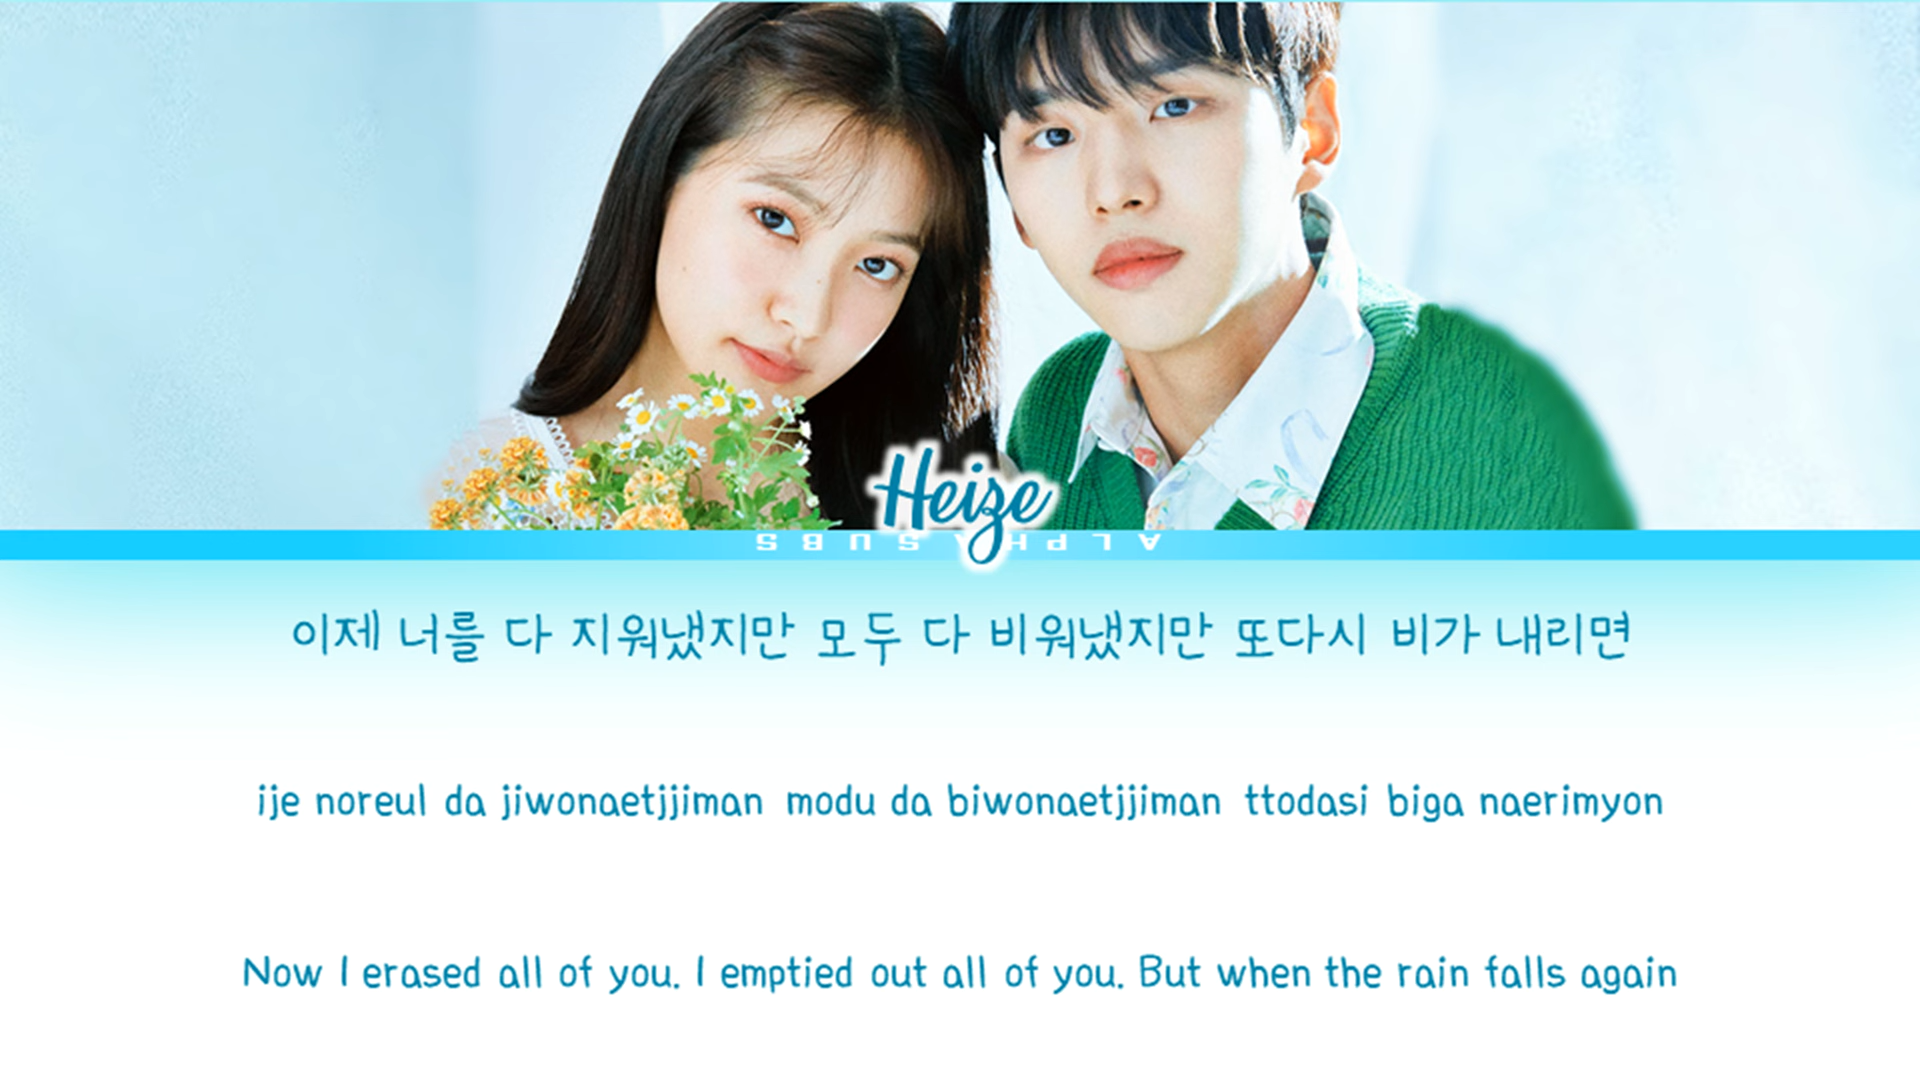 Heize
ALPHA SUBS
이제 너를 다 지워냈지만 모두 다 비워냈지만 또다시 비가 내리면
ije noreul da jiwonaetjjiman modu da biwonaetjjiman ttodasi biga naerimyon
Now I erased all of you. I emptied out all of you. But when the rain falls again